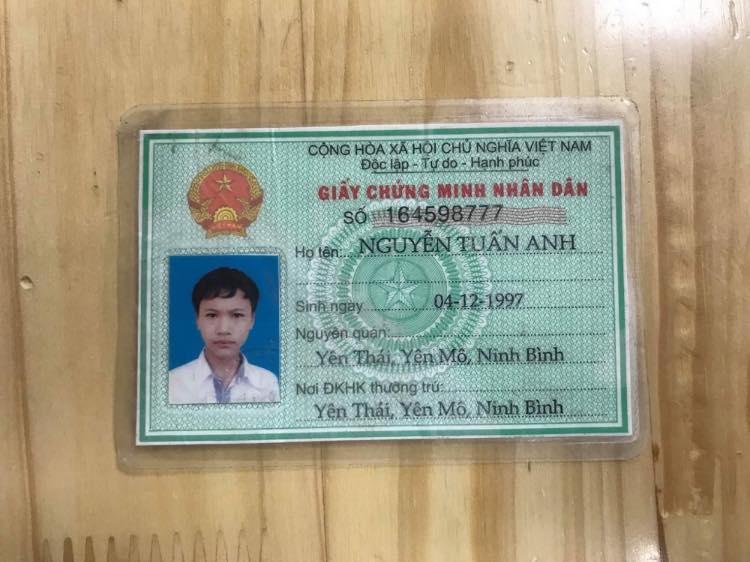 CỘNG HÒA XÃ HỘI CHỦ NGHĨA VIỆT NAM
Độc lập - Tự do - Hạnh phúc
GIẤY CHỨNG MINH NHÂN DÂN
SỐ 164598777
Họ tên: NGUYỄN TUẤN ANH
Sinh ngày 04-12-1997
Nguyên quán:
Yên Thái, Yên Mô, Ninh Bình
Nơi ĐKHK thường trú:
Yên Thái, Yên Mô, Ninh Bình
VIỆT NAM